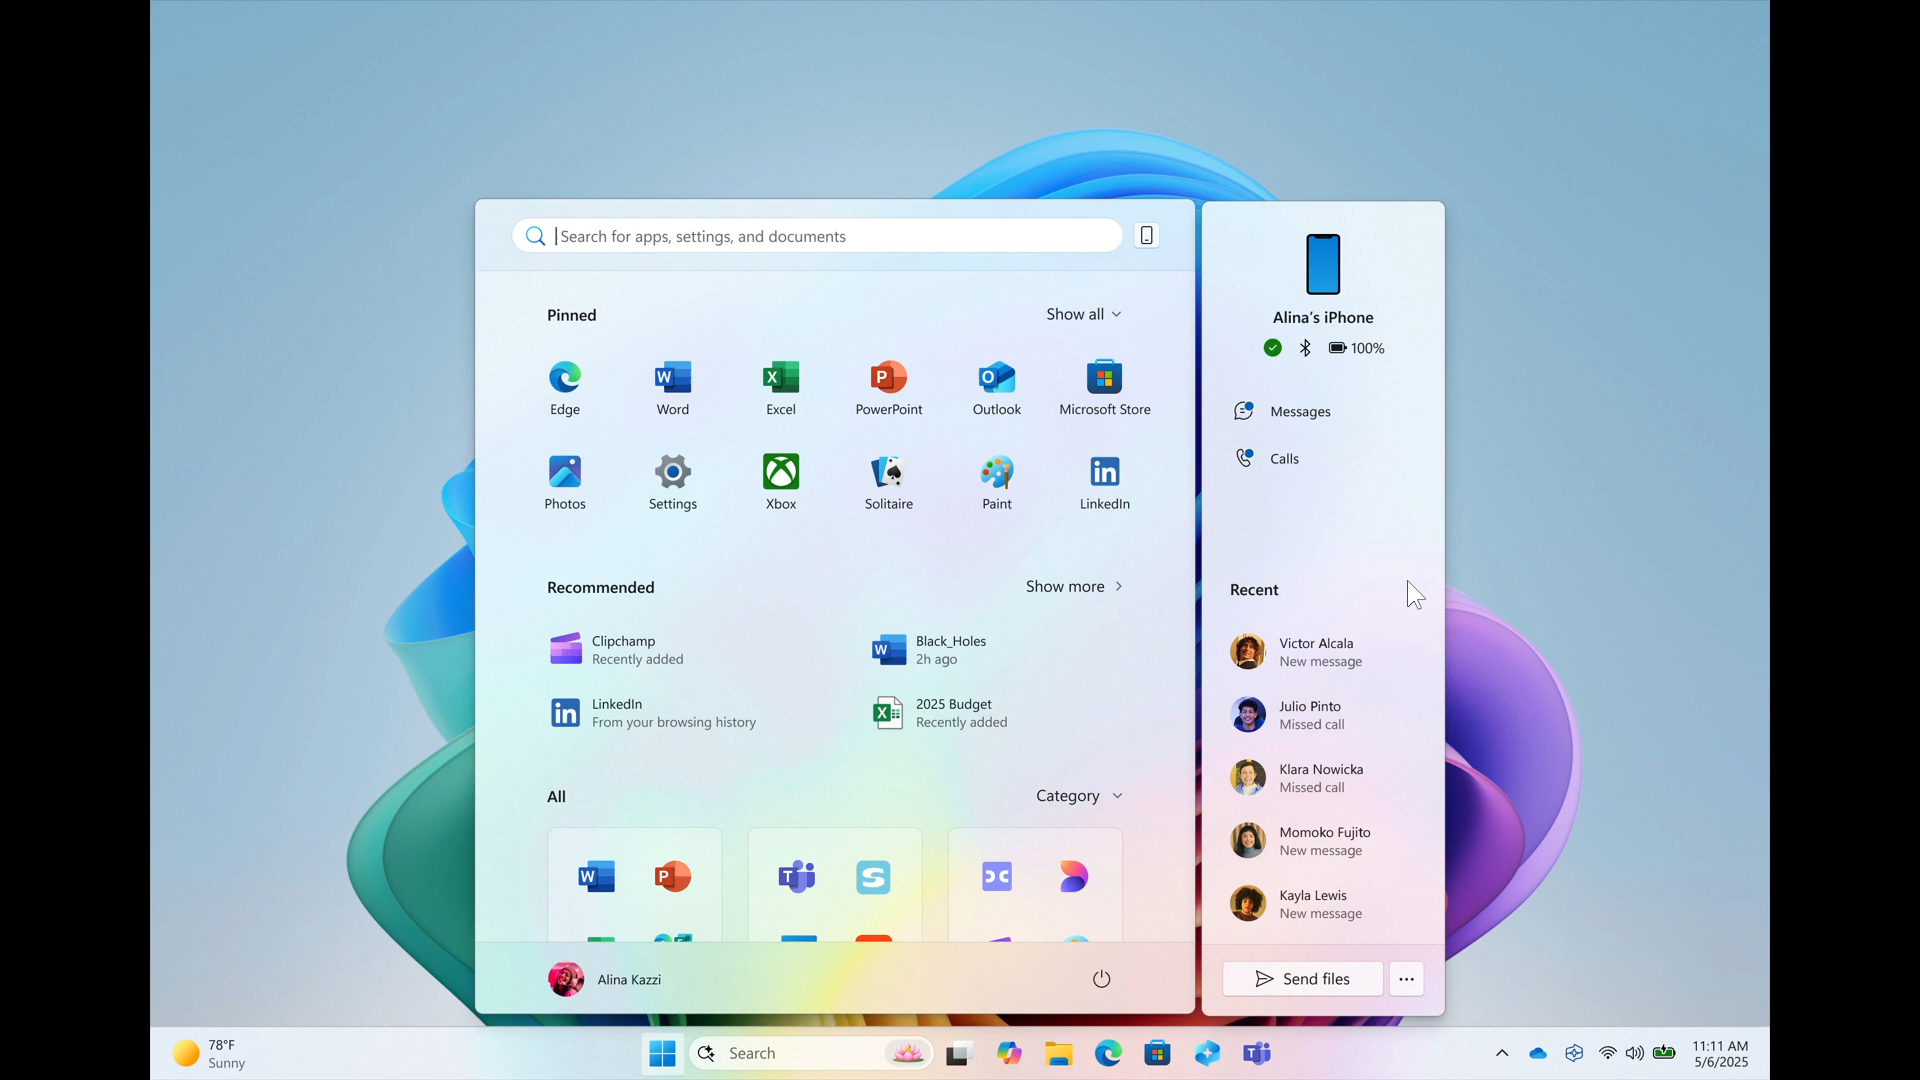 Search for apps, settings, and documents
Pinned
Show all
Edge
Word
Excel
PowerPoint
Outlook
Microsoft Store
Photos
Settings
Xbox
Solitaire
Paint
LinkedIn
Recommended
Show more
Clipchamp
Recently added
Black_Holes
2h ago
LinkedIn
From your browsing history
2025 Budget
Recently added
All
Category
Alina Kazzi
Alina's iPhone
100%
Messages
Calls
Recent
Victor Alcala
New message
Julio Pinto
Missed call
Klara Nowicka
Missed call
Momoko Fujito
New message
Kayla Lewis
New message
Send files
78°F
Sunny
Search
11:11 AM
5/6/2025